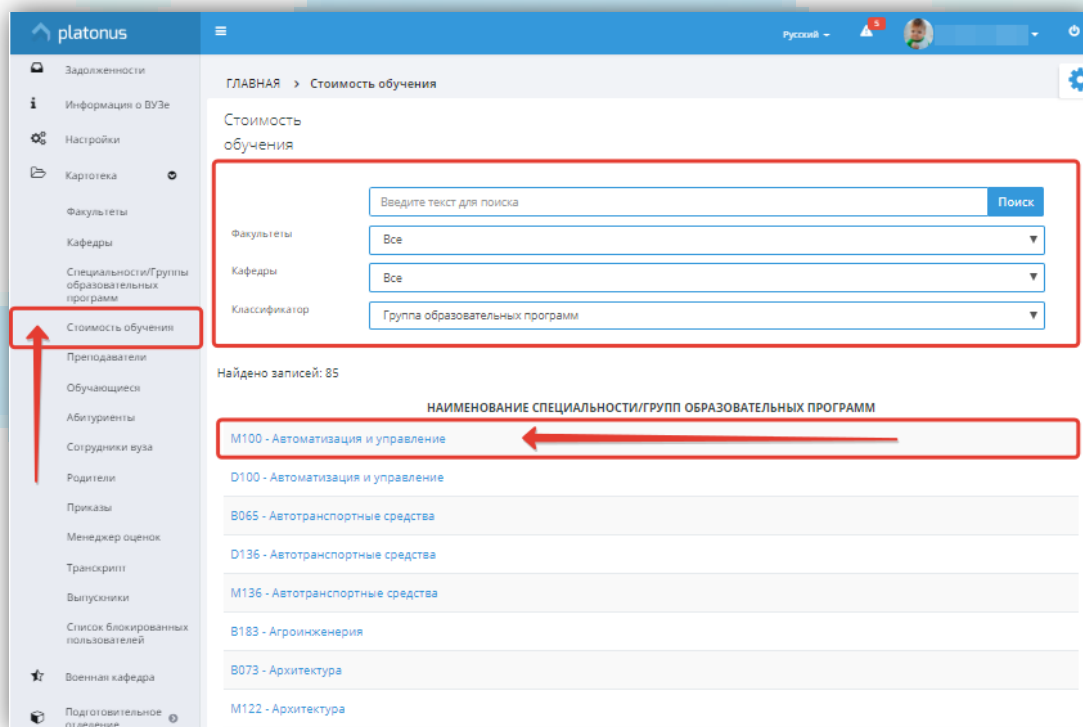 platonus
Русский
5
Задолженности
Информация о ВУЗе
Настройки
Картотека
Факультеты
Кафедры
Специальности/Группы
образовательных
программ
Стоимость обучения
Преподаватели
Обучающиеся
Абитуриенты
Сотрудники вуза
Родители
Приказы
Менеджер оценок
Транскрипт
Выпускники
Список блокированных
пользователей
Военная кафедра
Подготовительное
отделение
ГЛАВНАЯ > Стоимость обучения
Стоимость
обучения
Введите текст для поиска
Поиск
Факультеты
Все
Кафедры
Все
Классификатор
Группа образовательных программ
Найдено записей: 85
НАИМЕНОВАНИЕ СПЕЦИАЛЬНОСТИ/ГРУПП ОБРАЗОВАТЕЛЬНЫХ ПРОГРАММ
M100 - Автоматизация и управление
D100 - Автоматизация и управление
B065 - Автотранспортные средства
D136 - Автотранспортные средства
M136 - Автотранспортные средства
B183 - Агроинженерия
B073 - Архитектура
M122 - Архитектура